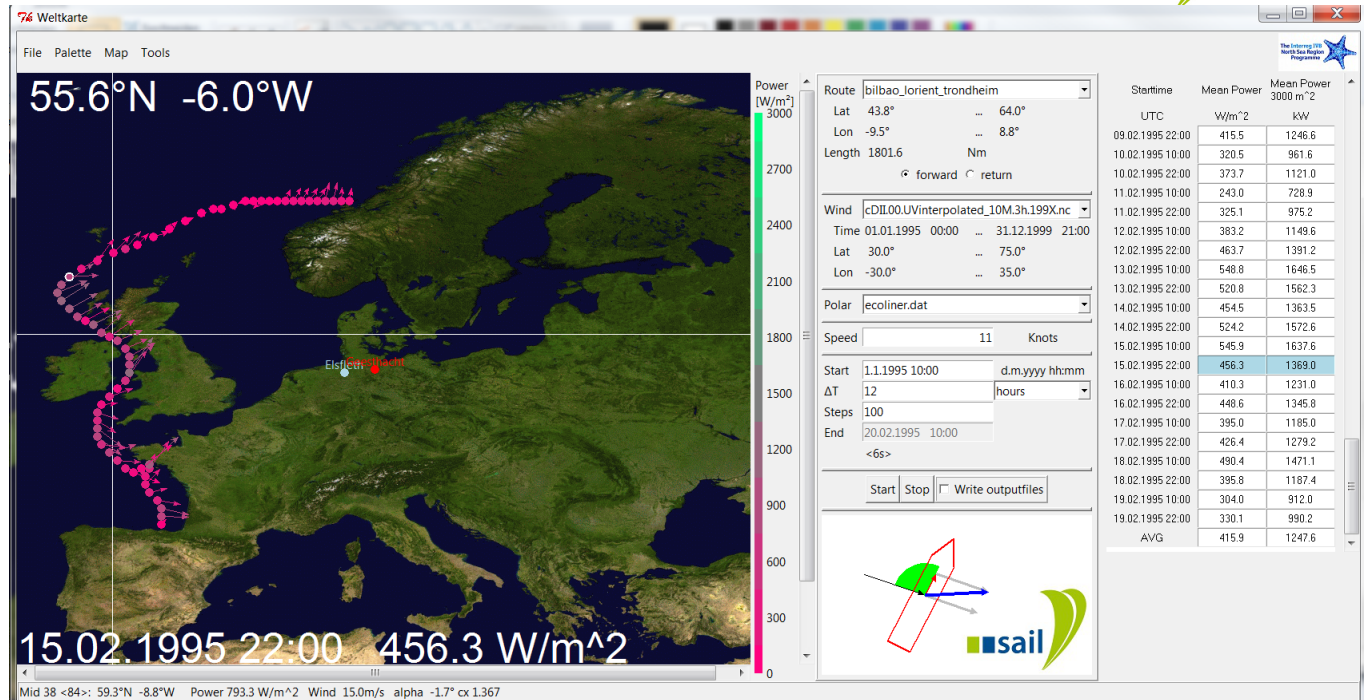 Weltkarte
File Palette Map Tools
The Interreg IVB
North Sea Region
Programme
55.6°N -6.0°W
Elsfleth
15.02.1995 22:00 456.3 W/m^2
Power
[W/m²]
3000
2700
2400
2100
1800
1500
1200
900
600
300
0
Route bilbao_lorient_trondheim
Lat 43.8° ... 64.0°
Lon -9.5° ... 8.8°
Length 1801.6 Nm
forward return
Wind cDII.00.UVinterpolated_10M.3h.199X.nc
Time 01.01.1995 00:00 ... 31.12.1999 21:00
Lat 30.0° ... 75.0°
Lon -30.0° ... 35.0°
Polar ecoliner.dat
Speed 11 Knots
Start 1.1.1995 10:00 d.m.yyyy hh:mm
ΔT 12 hours
Steps 100
End 20.02.1995 10:00
<6s>
Start Stop Write outputfiles
sail
Starttime Mean Power Mean Power
3000 m^2
UTC W/m^2 kW
09.02.1995 22:00 415.5 1246.6
10.02.1995 10:00 320.5 961.6
10.02.1995 22:00 373.7 1121.0
11.02.1995 10:00 243.0 728.9
11.02.1995 22:00 325.1 975.2
12.02.1995 10:00 383.2 1149.6
12.02.1995 22:00 463.7 1391.2
13.02.1995 10:00 548.8 1646.5
13.02.1995 22:00 520.8 1562.3
14.02.1995 10:00 454.5 1363.5
14.02.1995 22:00 524.2 1572.6
15.02.1995 10:00 545.9 1637.6
15.02.1995 22:00 456.3 1369.0
16.02.1995 10:00 410.3 1231.0
16.02.1995 22:00 448.6 1345.8
17.02.1995 10:00 395.0 1185.0
17.02.1995 22:00 426.4 1279.2
18.02.1995 10:00 490.4 1471.1
18.02.1995 22:00 395.8 1187.4
19.02.1995 10:00 304.0 912.0
19.02.1995 22:00 330.1 990.2
AVG 415.9 1247.6
Mid 38 <84>: 59.3°N -8.8°W Power 793.3 W/m^2 Wind 15.0m/s alpha -1.7° cx 1.367